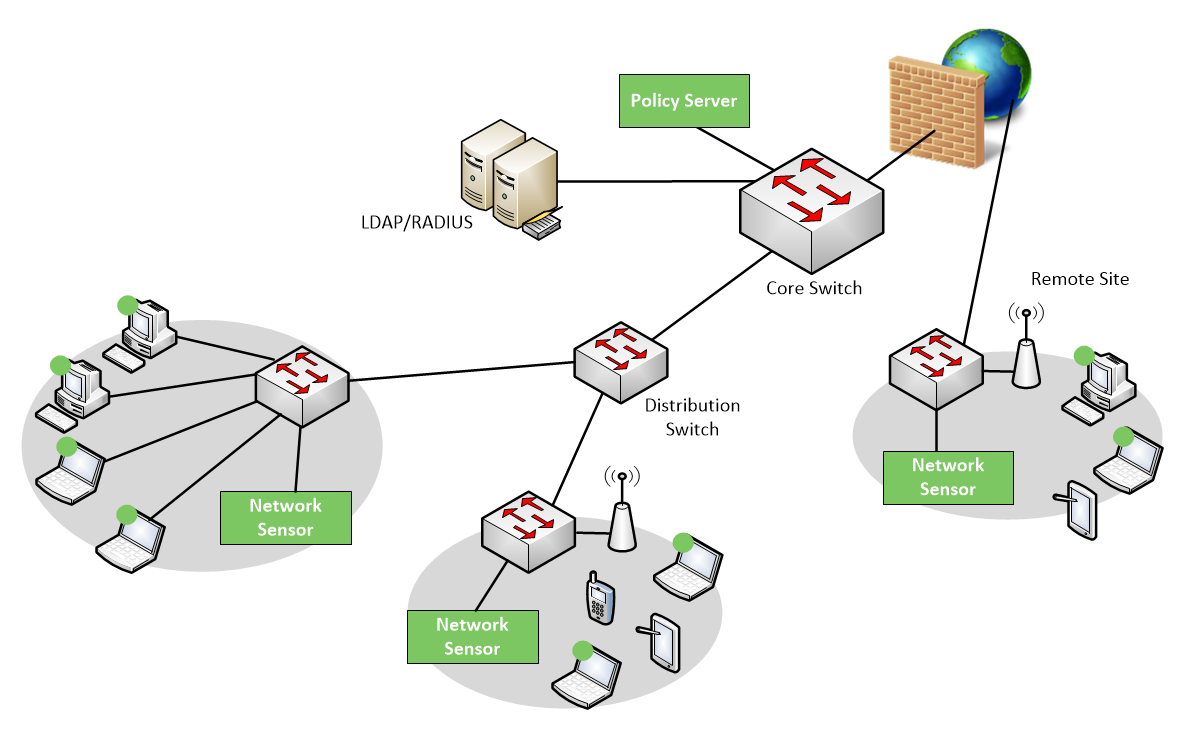 Policy Server
LDAP/RADIUS
Core Switch
Remote Site
Distribution
Switch
Network
Sensor
Network
Sensor
Network
Sensor